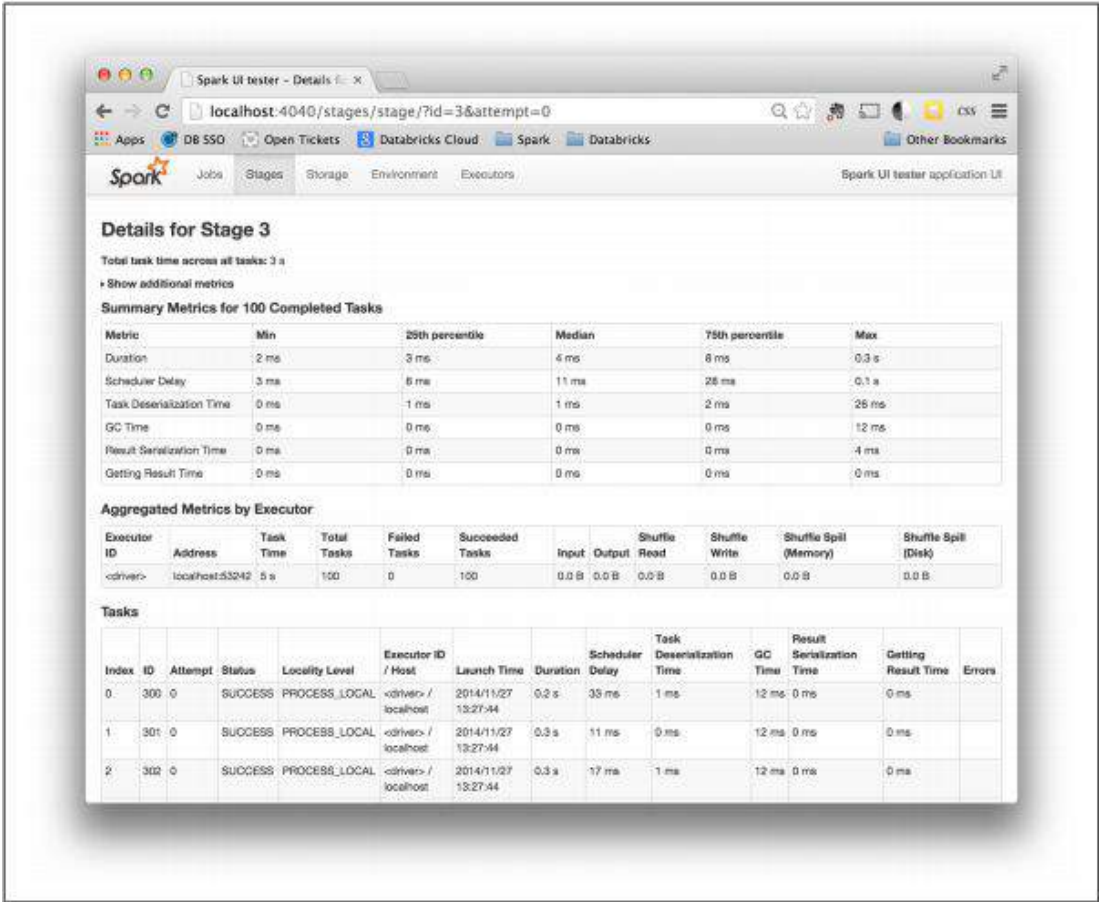 Spark UI tester - Details f
localhost:4040/stages/stage/?id=3&attempt=0
css
Apps DB SSO Open Tickets Databricks Cloud Spark Databricks Other Bookmarks
Spark Jobs Stages Storage Environment Executors Spark UI tester application UI
Details for Stage 3
Total task time across all tasks: 3 s
Show additional metrics
Summary Metrics for 100 Completed Tasks
Metric Min 25th percentile Median 75th percentile Max
Duration 2 ms 3 ms 4 ms 8 ms 0.3 s
Scheduler Delay 3 ms 6 ms 11 ms 28 ms 0.1 s
Task Deserialization Time 0 ms 1 ms 1 ms 2 ms 26 ms
GC Time 0 ms 0 ms 0 ms 0 ms 12 ms
Result Serialization Time 0 ms 0 ms 0 ms 0 ms 4 ms
Getting Result Time 0 ms 0 ms 0 ms 0 ms 0 ms
Aggregated Metrics by Executor
Executor ID Address Task Time Total Tasks Failed Tasks Succeeded Tasks Input Output Shuffle Read Shuffle Write Shuffle Spill (Memory) Shuffle Spill (Disk)
<driver> localhost:53242 5 s 100 0 100 0.0 B 0.0 B 0.0 B 0.0 B 0.0 B 0.0 B
Tasks
Index ID Attempt Status Locality Level Executor ID / Host Launch Time Duration Scheduler Delay Task Deserialization Time GC Time Result Serialization Time Getting Result Time Errors
0 300 0 SUCCESS PROCESS_LOCAL <driver> / localhost 2014/11/27 13:27:44 0.2 s 33 ms 1 ms 12 ms 0 ms 0 ms
1 301 0 SUCCESS PROCESS_LOCAL <driver> / localhost 2014/11/27 13:27:44 0.3 s 11 ms 0 ms 12 ms 0 ms 0 ms
2 302 0 SUCCESS PROCESS_LOCAL <driver> / localhost 2014/11/27 13:27:44 0.3 s 17 ms 1 ms 12 ms 0 ms 0 ms